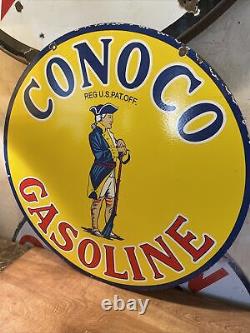 CONOCO
REG U.S. PAT. OFF.
GASOLINE